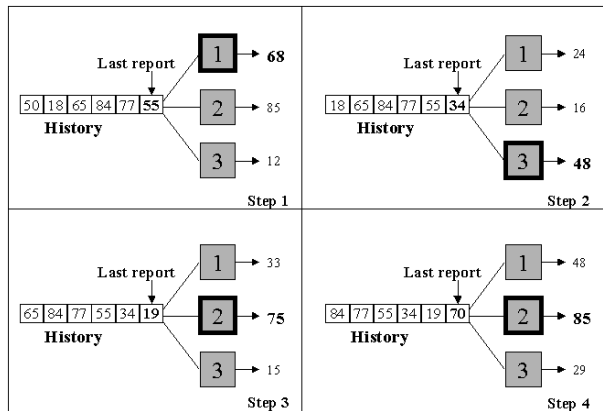 1 68
Last report
50 18 65 84 77 55 2 85
History
3 12
Step 1
1 24
Last report
18 65 84 77 55 34 2 16
History
3 48
Step 2
1 33
Last report
65 84 77 55 34 19 2 75
History
3 15
Step 3
1 48
Last report
84 77 55 34 19 70 2 85
History
3 29
Step 4